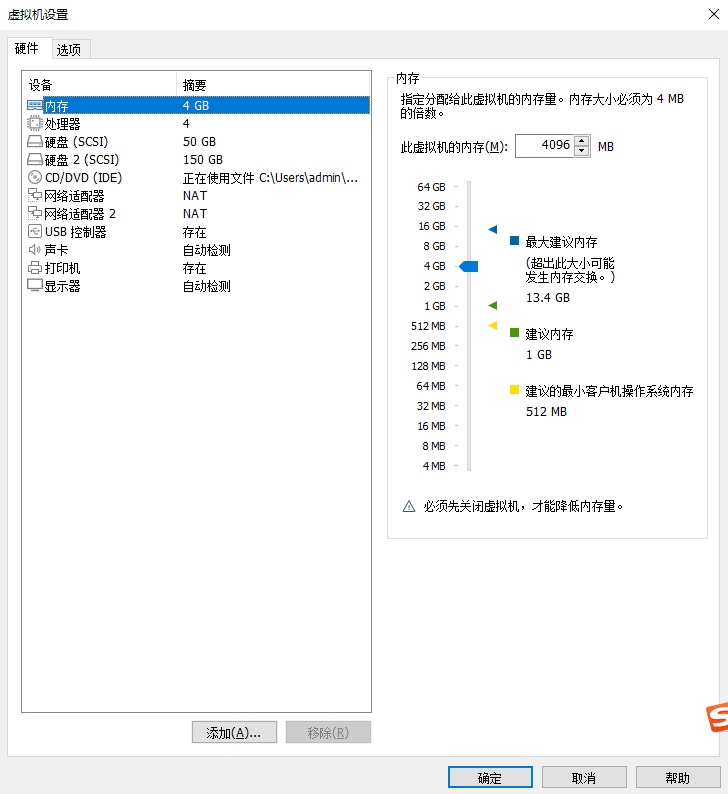 虚拟机设置
硬件 选项
设备 摘要
内存 4 GB
处理器 4
硬盘 (SCSI) 50 GB
硬盘 2 (SCSI) 150 GB
CD/DVD (IDE) 正在使用文件 C:\Users\admin\...
网络适配器 NAT
网络适配器 2 NAT
USB 控制器 存在
声卡 自动检测
打印机 存在
显示器 自动检测
添加(A)... 移除(R)
内存
指定分配给此虚拟机的内存量。内存大小必须为 4 MB
的倍数。
此虚拟机的内存(M): 4096 MB
64 GB
32 GB
16 GB
8 GB
4 GB
2 GB
1 GB
512 MB
256 MB
128 MB
64 MB
32 MB
16 MB
8 MB
4 MB
最大建议内存
(超出此大小可能
发生内存交换。)
13.4 GB
建议内存
1 GB
建议的最小客户机操作系统内存
512 MB
必须先关闭虚拟机，才能降低内存量。
确定 取消 帮助